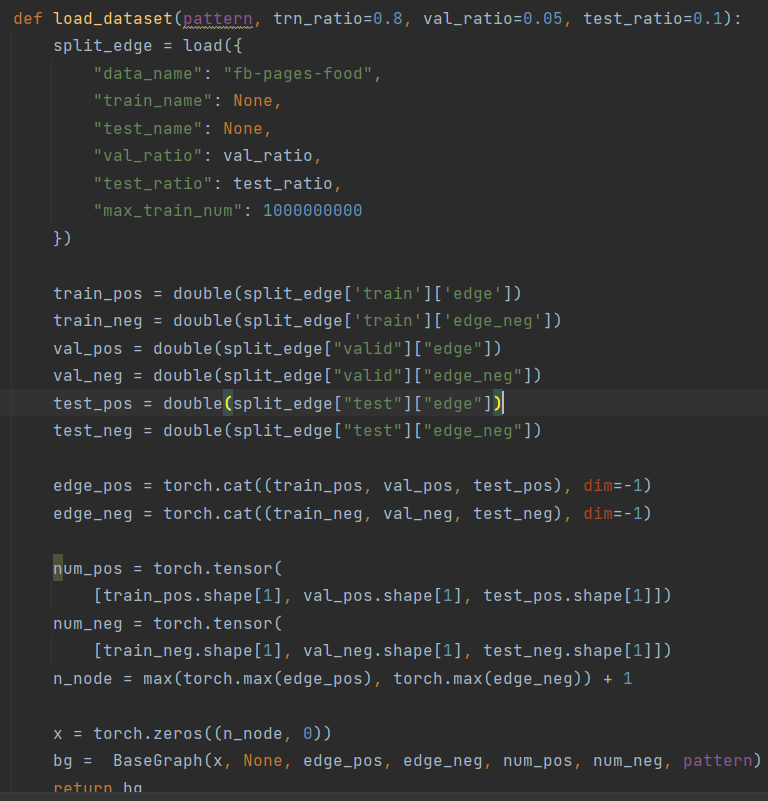 def load_dataset(pattern, trn_ratio=0.8, val_ratio=0.05, test_ratio=0.1):
    split_edge = load({
        "data_name": "fb-pages-food",
        "train_name": None,
        "test_name": None,
        "val_ratio": val_ratio,
        "test_ratio": test_ratio,
        "max_train_num": 1000000000
    })

    train_pos = double(split_edge['train']['edge'])
    train_neg = double(split_edge['train']['edge_neg'])
    val_pos = double(split_edge["valid"]["edge"])
    val_neg = double(split_edge["valid"]["edge_neg"])
    test_pos = double(split_edge["test"]["edge"])
    test_neg = double(split_edge["test"]["edge_neg"])

    edge_pos = torch.cat((train_pos, val_pos, test_pos), dim=-1)
    edge_neg = torch.cat((train_neg, val_neg, test_neg), dim=-1)

    num_pos = torch.tensor(
        [train_pos.shape[1], val_pos.shape[1], test_pos.shape[1]])
    num_neg = torch.tensor(
        [train_neg.shape[1], val_neg.shape[1], test_neg.shape[1]])
    n_node = max(torch.max(edge_pos), torch.max(edge_neg)) + 1

    x = torch.zeros((n_node, 0))
    bg =  BaseGraph(x, None, edge_pos, edge_neg, num_pos, num_neg, pattern)
    return bg